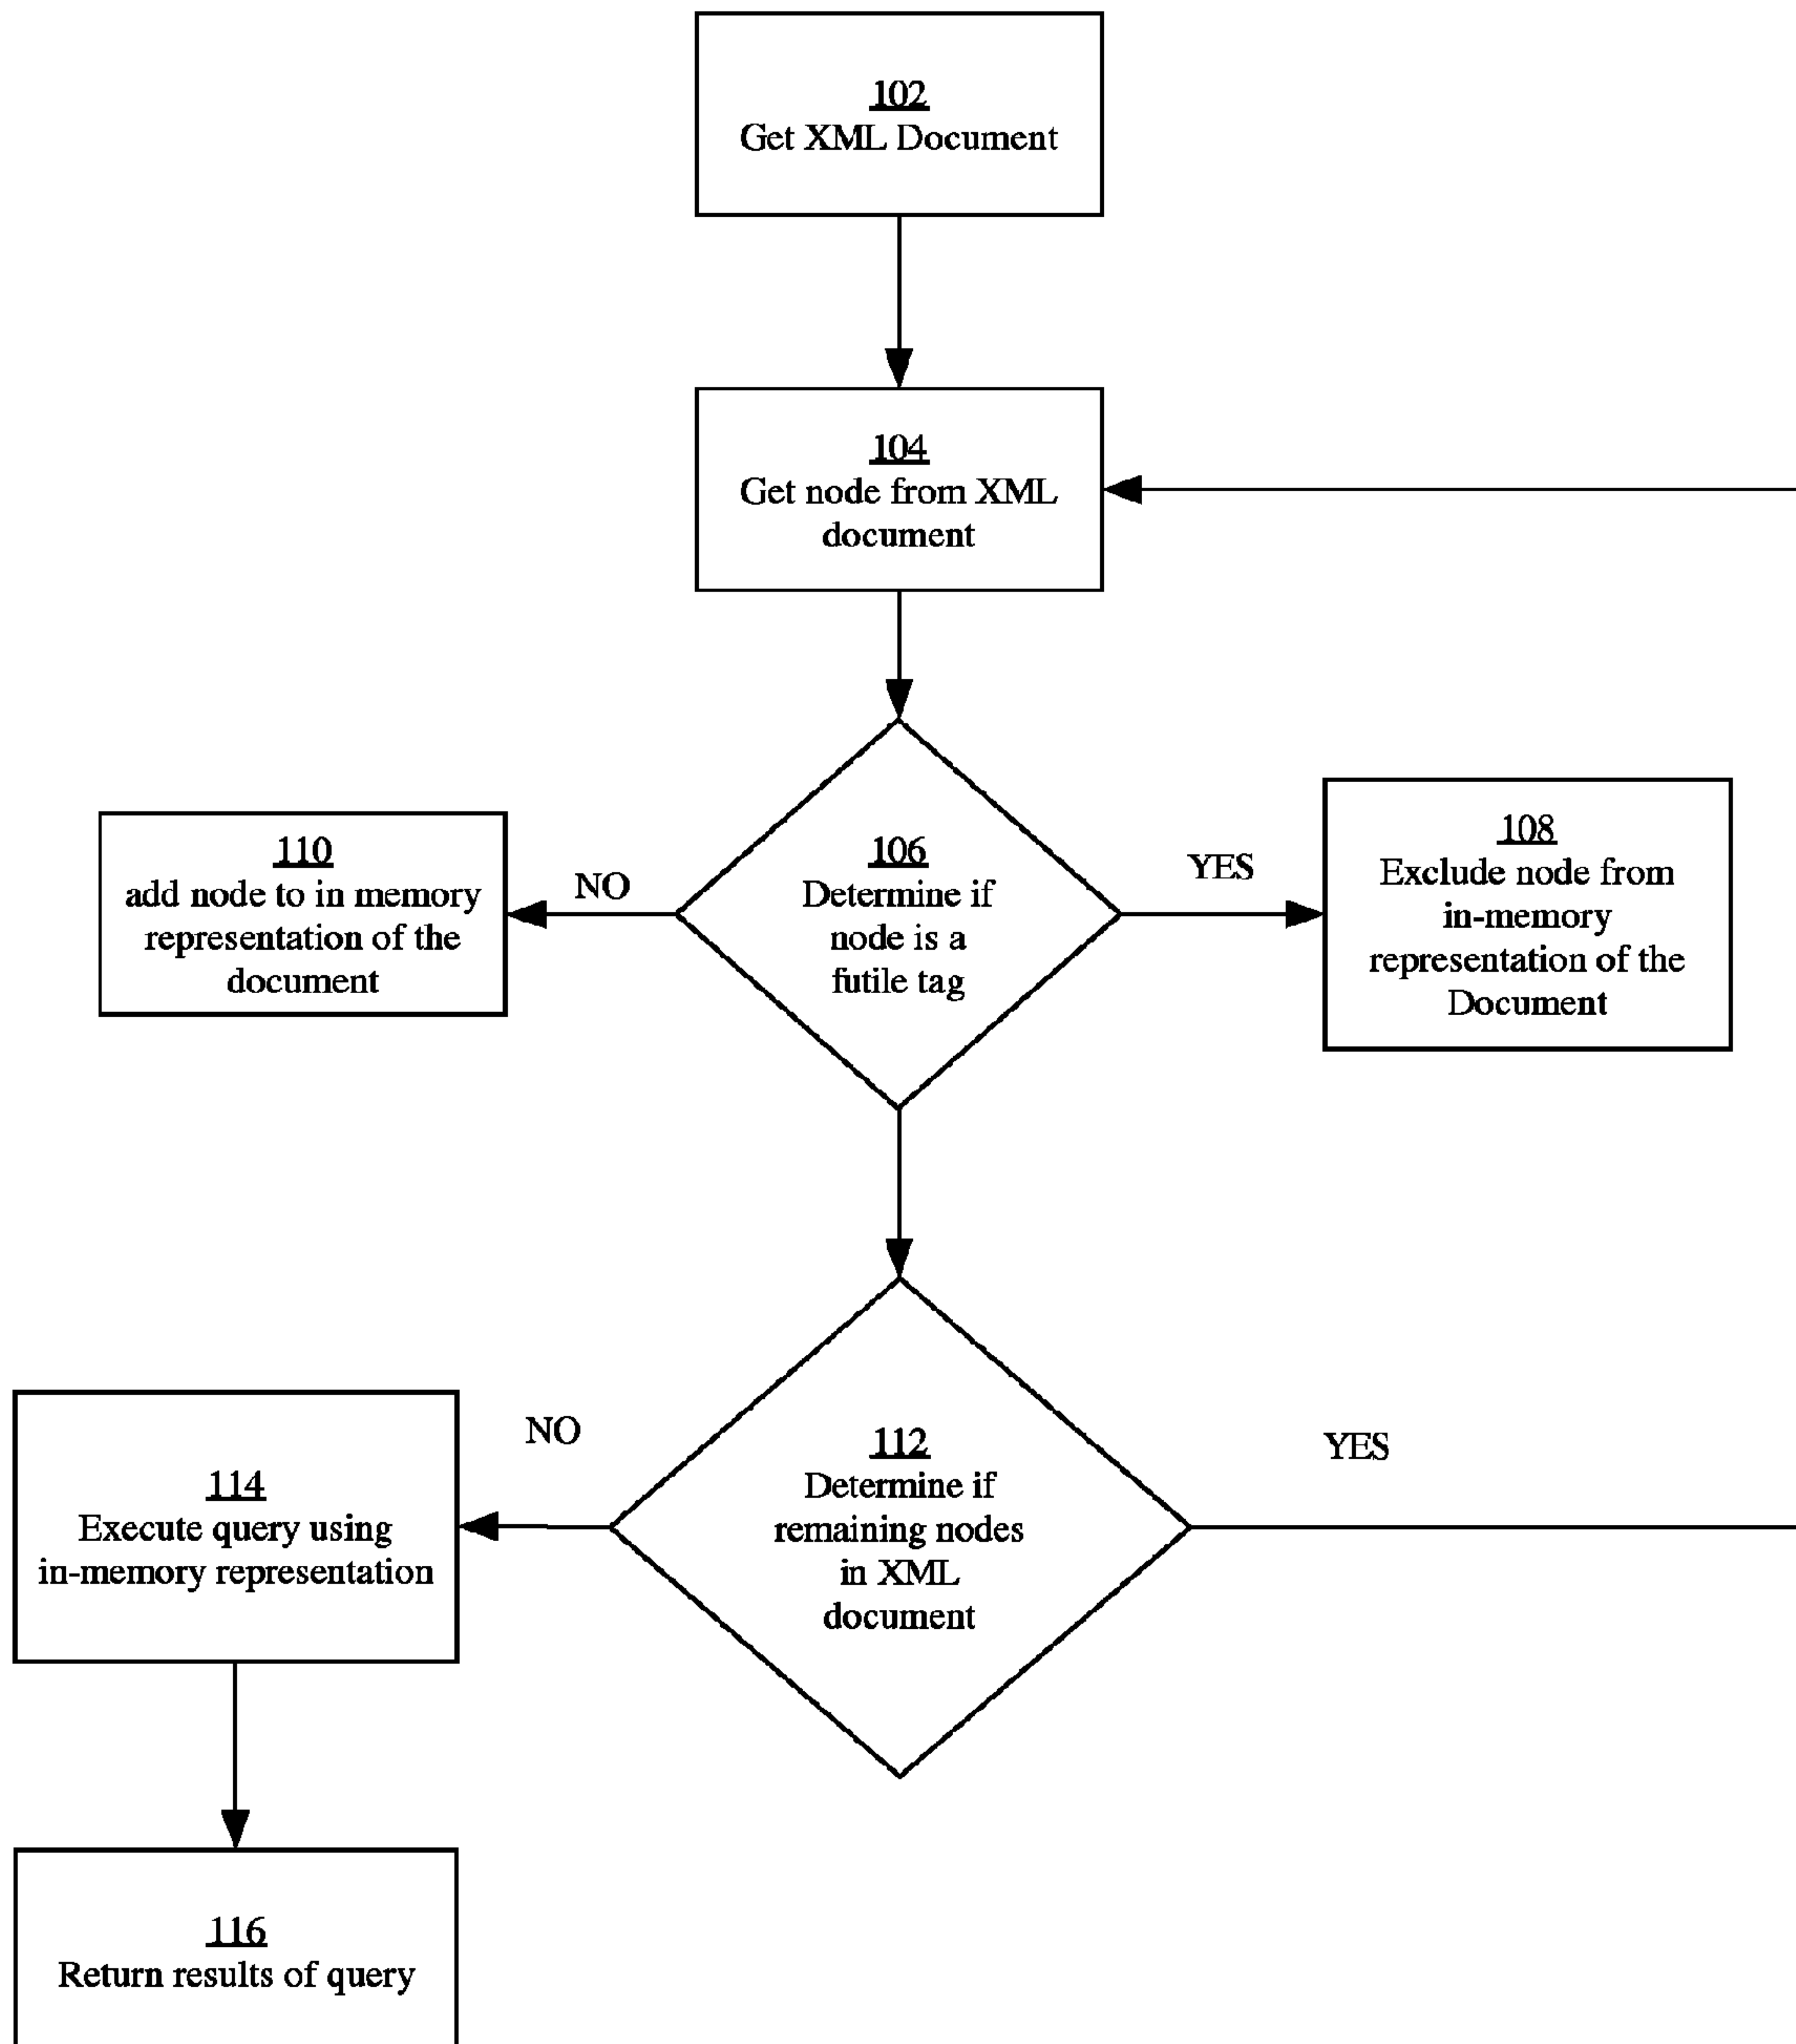 102
Get XML Document
104
Get node from XML
document
110
add node to in memory
representation of the
document
NO
106
Determine if
node is a
futile tag
YES
108
Exclude node from
in-memory
representation of the
Document
114
Execute query using
in-memory representation
NO
112
Determine if
remaining nodes
in XML
document
YES
116
Return results of query